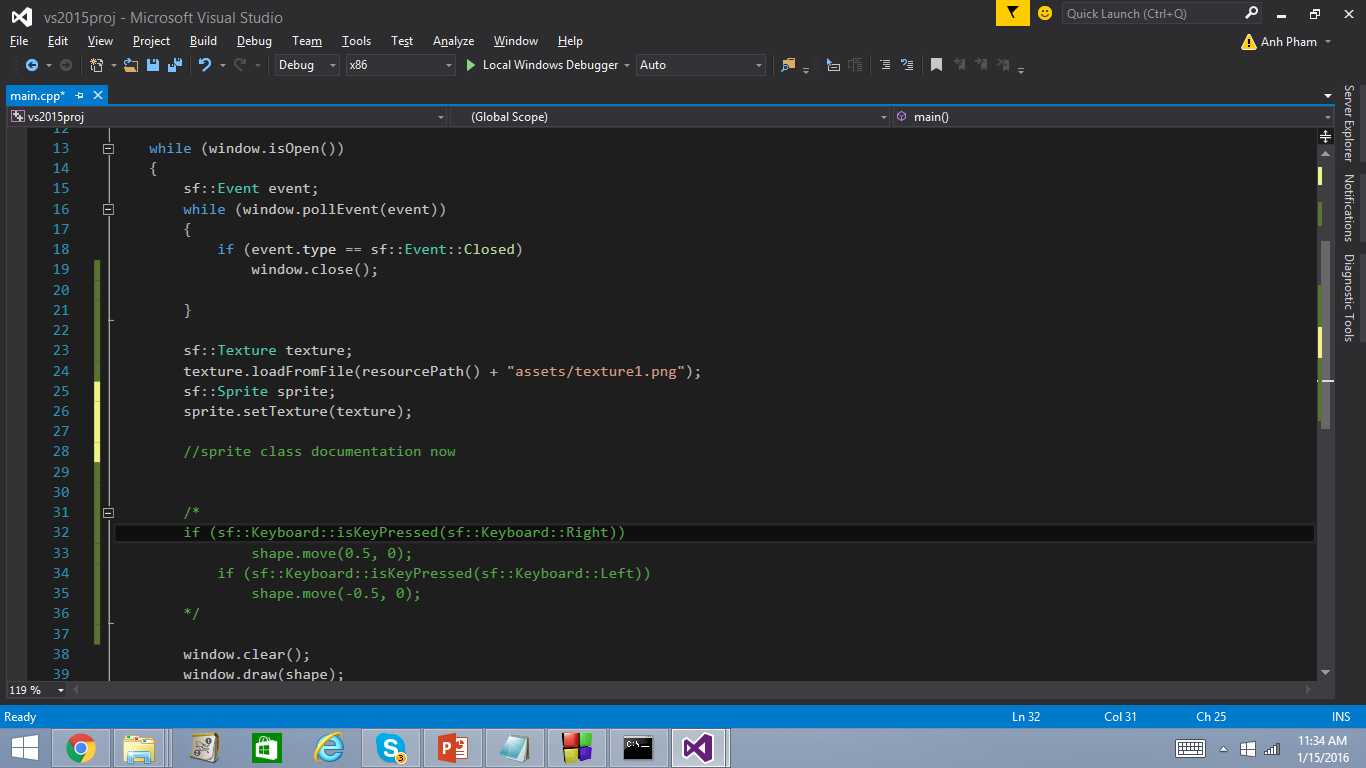 vs2015proj - Microsoft Visual Studio
Quick Launch (Ctrl+Q)
File Edit View Project Build Debug Team Tools Test Analyze Window Help
Anh Pham
Debug x86 Local Windows Debugger Auto
main.cpp*
vs2015proj (Global Scope) main()
12
13 while (window.isOpen())
14 {
15 sf::Event event;
16 while (window.pollEvent(event))
17 {
18 if (event.type == sf::Event::Closed)
19 window.close();
20
21 }
22
23 sf::Texture texture;
24 texture.loadFromFile(resourcePath() + "assets/texture1.png");
25 sf::Sprite sprite;
26 sprite.setTexture(texture);
27
28 //sprite class documentation now
29
30
31 /*
32 if (sf::Keyboard::isKeyPressed(sf::Keyboard::Right))
33 shape.move(0.5, 0);
34 if (sf::Keyboard::isKeyPressed(sf::Keyboard::Left))
35 shape.move(-0.5, 0);
36 */
37
38 window.clear();
39 window.draw(shape);
Server Explorer
Notifications
Diagnostic Tools
119 %
Ready Ln 32 Col 31 Ch 25 INS
3
C:\_
11:34 AM
1/15/2016